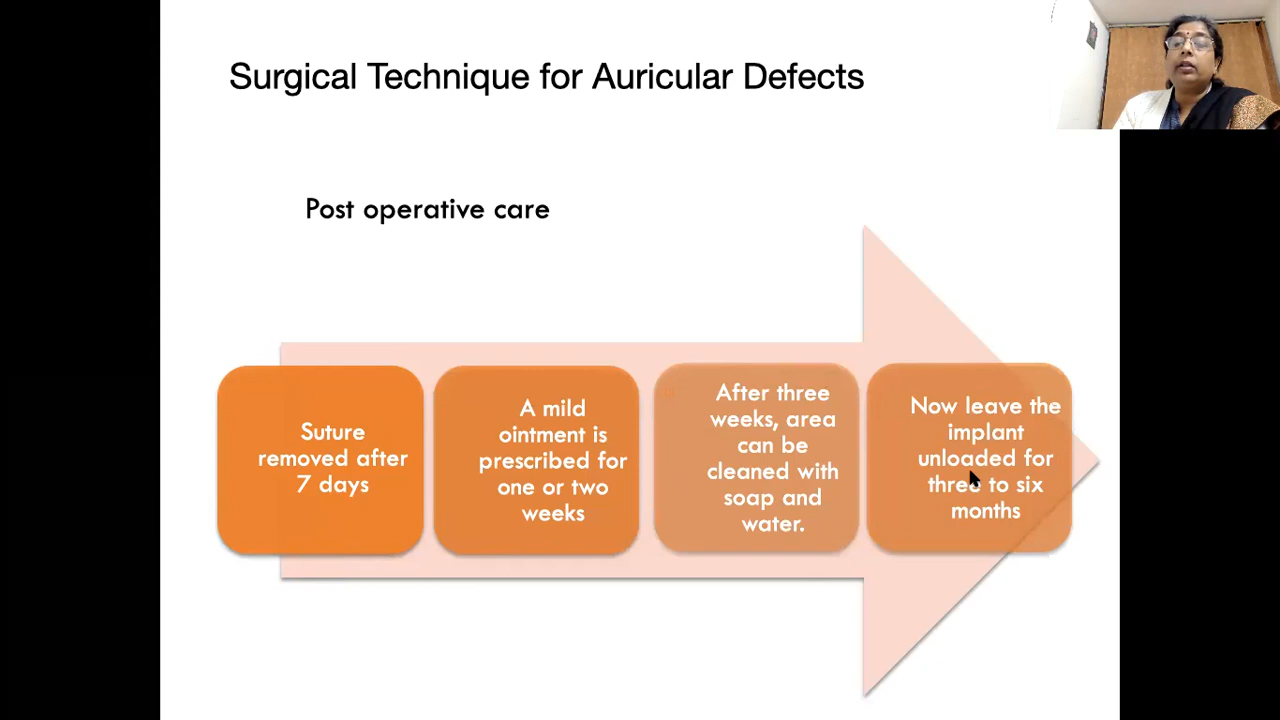 Surgical Technique for Auricular Defects
Post operative care
Suture
removed after
7 days
A mild
ointment is
prescribed for
one or two
weeks
After three
weeks, area
can be
cleaned with
soap and
water.
Now leave the
implant
unloaded for
three to six
months